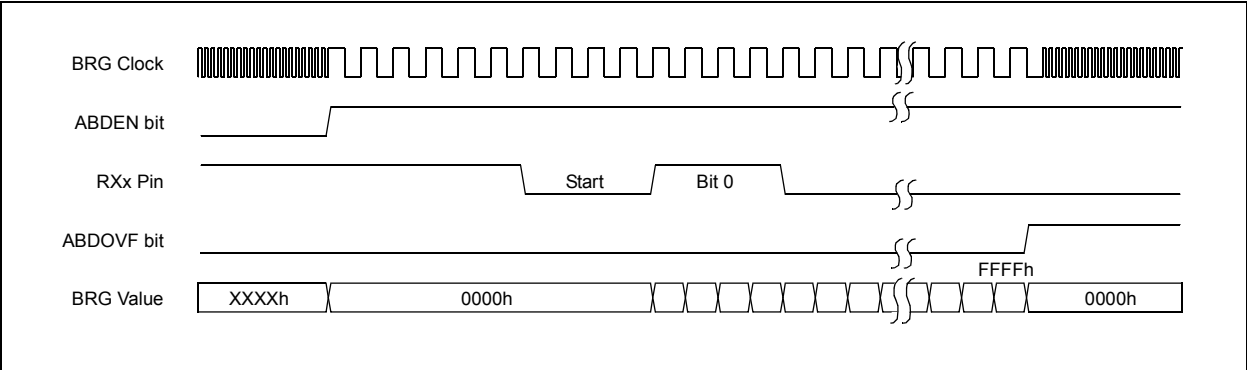 BRG Clock
ABDEN bit
RXx Pin
Start
Bit 0
ABDOVF bit
FFFFh
BRG Value
XXXXh
0000h
0000h